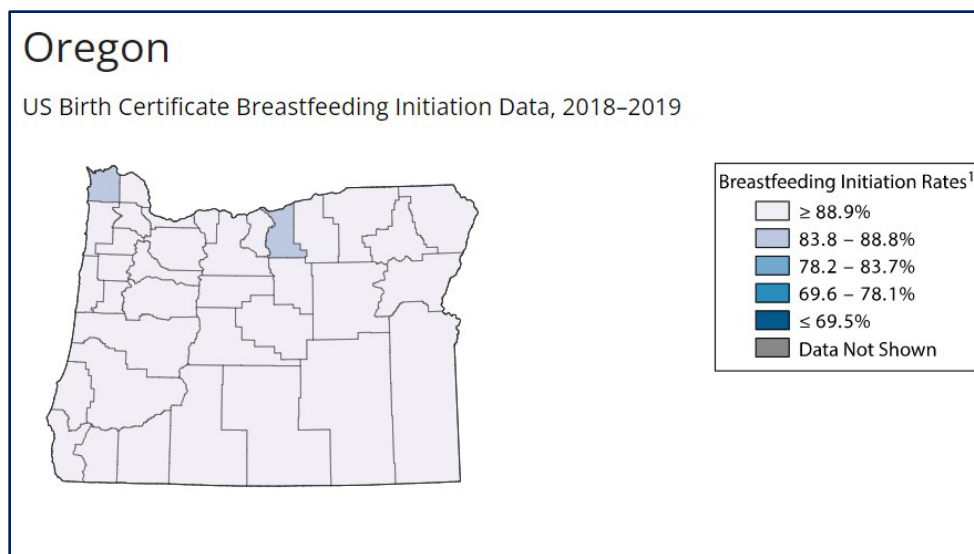 Oregon
US Birth Certificate Breastfeeding Initiation Data, 2018–2019
Breastfeeding Initiation Rates1
≥ 88.9%
83.8 – 88.8%
78.2 – 83.7%
69.6 – 78.1%
≤ 69.5%
Data Not Shown